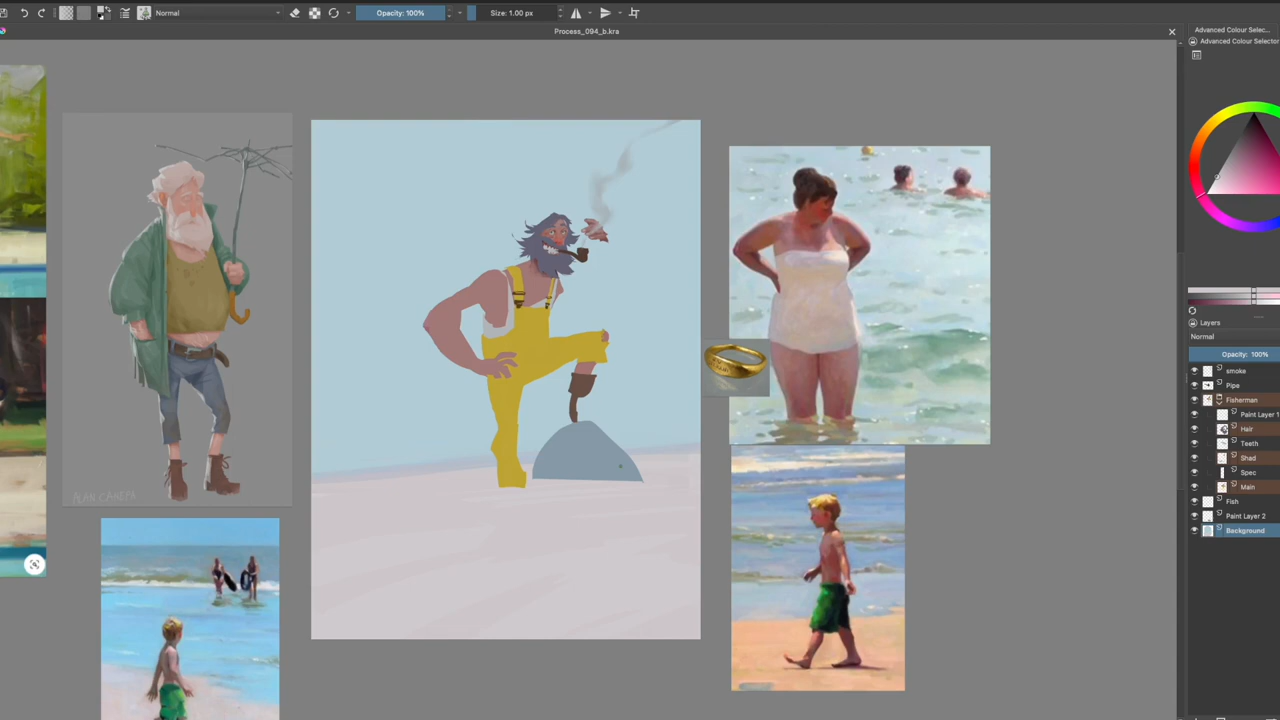 Normal
Opacity: 100%
Size: 1.00 px
Process_094_b.kra
Advanced Colour Selec...
Advanced Colour Selector
Layers
Normal
Opacity: 100%
smoke
Pipe
Fisherman
Paint Layer 1
Hair
Teeth
Shad
Spec
Main
Fish
Paint Layer 2
Background